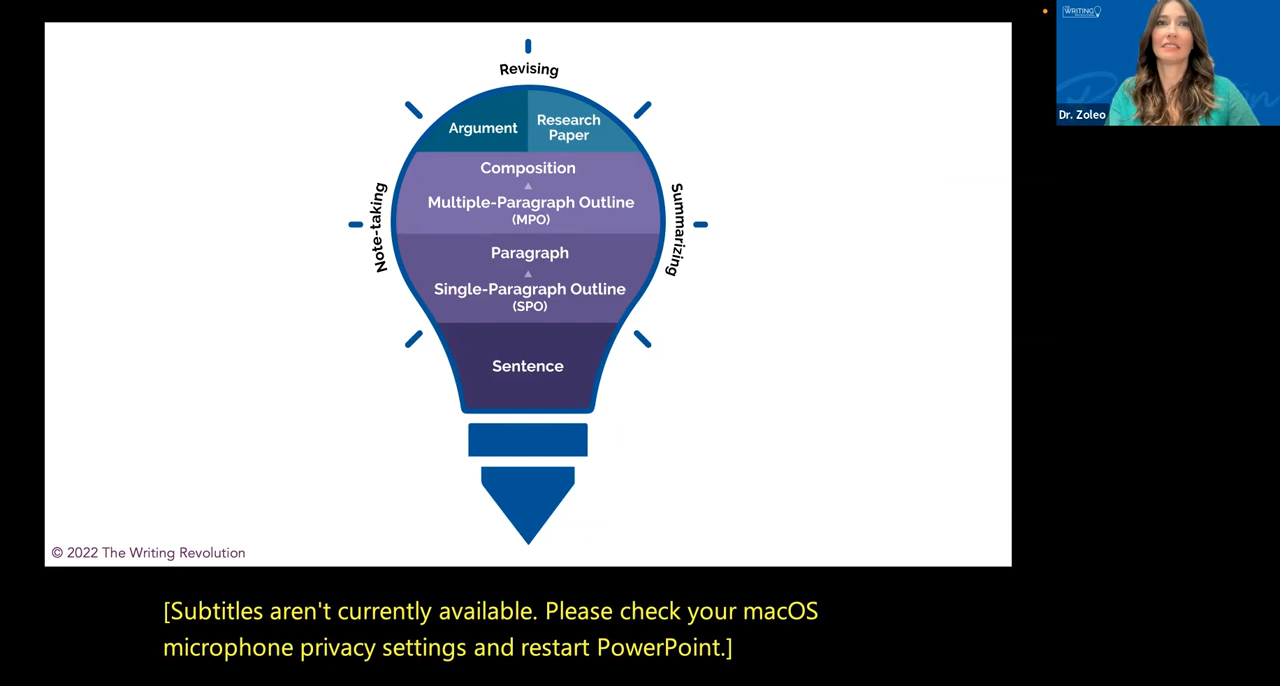 Revising
Argument
Research
Paper
Composition
Multiple-Paragraph Outline
(MPO)
Note-taking
Summarizing
Paragraph
Single-Paragraph Outline
(SPO)
Sentence
© 2022 The Writing Revolution
WRITING
Dr. Zoleo
[Subtitles aren't currently available. Please check your macOS
microphone privacy settings and restart PowerPoint.]